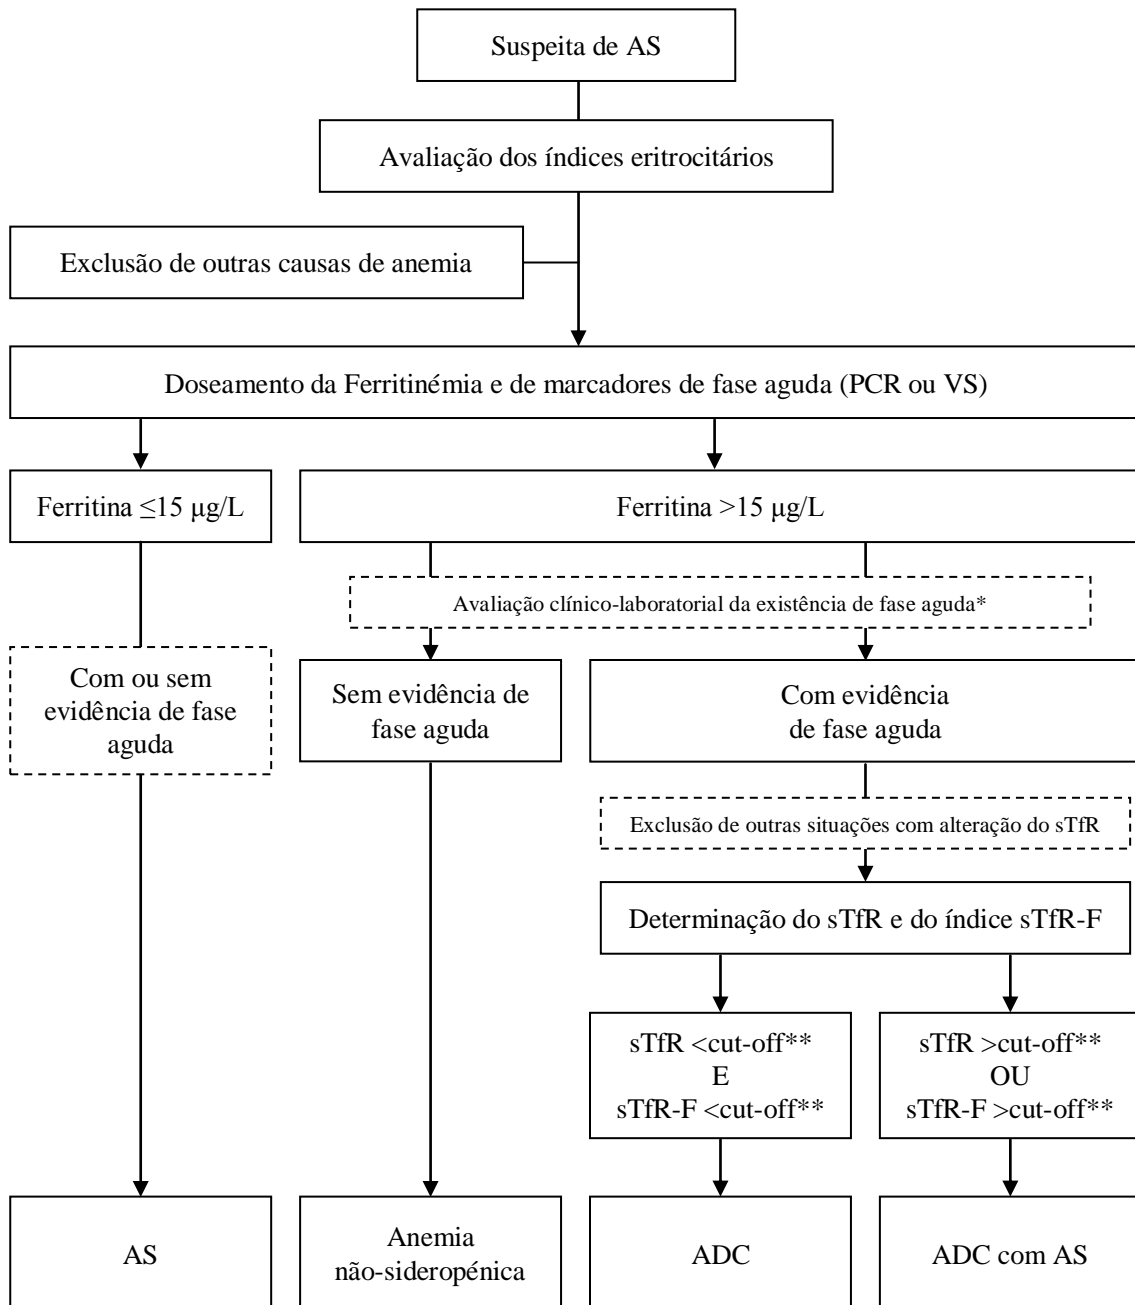 Suspeita de AS
Avaliação dos índices eritrocitários
Exclusão de outras causas de anemia
Doseamento da Ferritinémia e de marcadores de fase aguda (PCR ou VS)
Ferritina ≤15 μg/L
Ferritina >15 μg/L
Avaliação clínico-laboratorial da existência de fase aguda*
Com ou sem
evidência de fase
aguda
Sem evidência de
fase aguda
Com evidência
de fase aguda
Exclusão de outras situações com alteração do sTfR
Determinação do sTfR e do índice sTfR-F
sTfR <cut-off**
E
sTfR-F <cut-off**
sTfR >cut-off**
OU
sTfR-F >cut-off**
AS
Anemia
não-sideropénica
ADC
ADC com AS